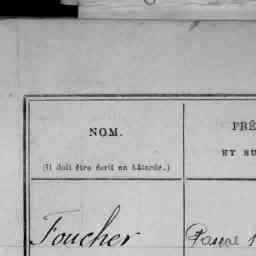 NOM.
PRÉ
ET SU
(Il doit être écrit en bâtarde.)
Foucher